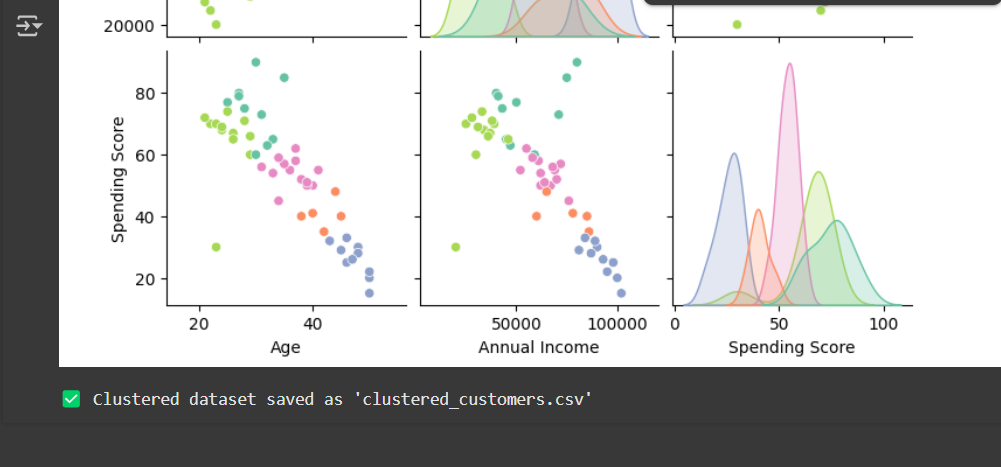 20000
Spending Score
80
60
40
20
20 40 50000 100000 0 50 100
Age Annual Income Spending Score
Clustered dataset saved as 'clustered_customers.csv'